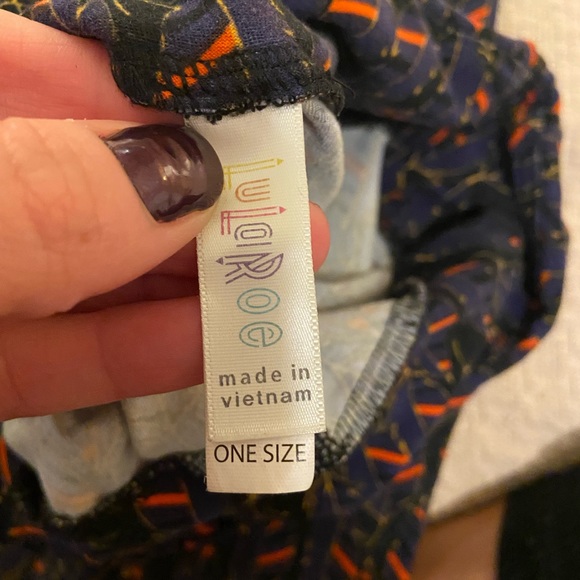 LuLaRoe
made in
vietnam
ONE SIZE